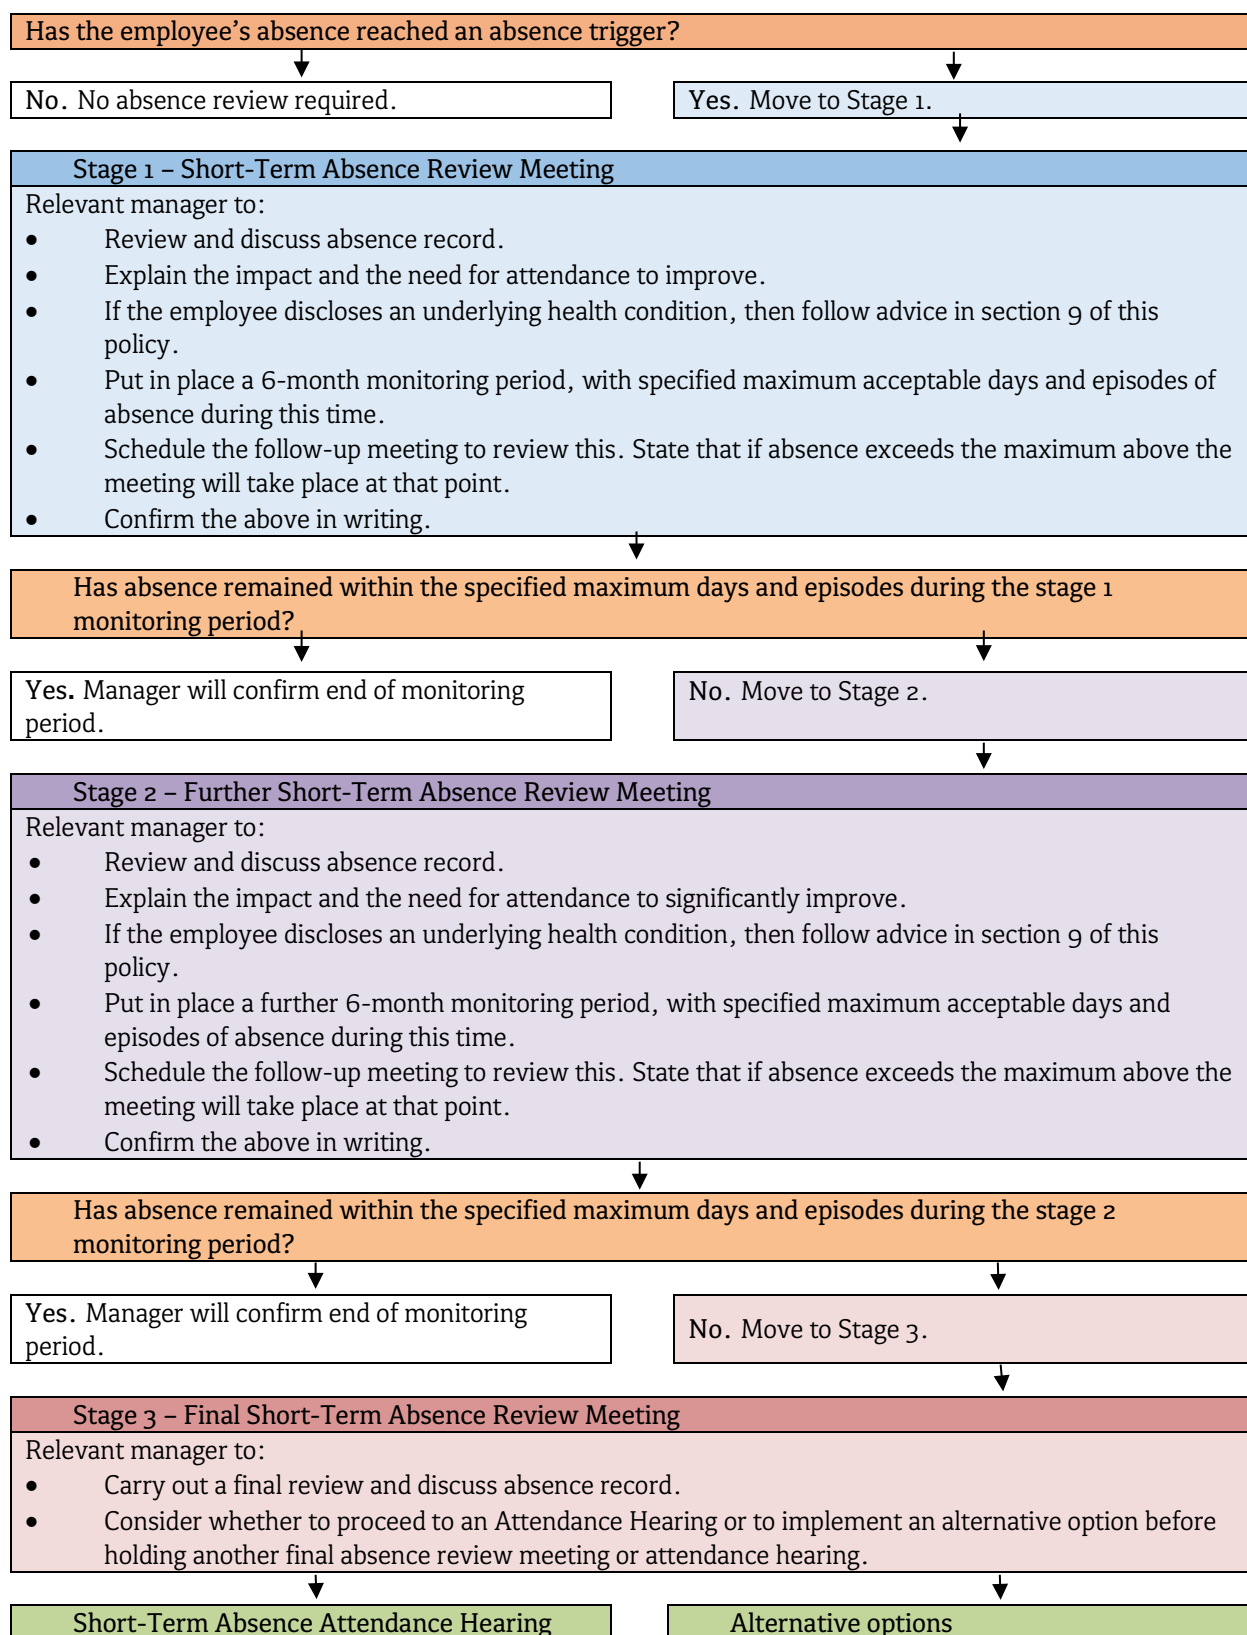 Has the employee’s absence reached an absence trigger?
No. No absence review required.
Yes. Move to Stage 1.
Stage 1 – Short-Term Absence Review Meeting
Relevant manager to:
• Review and discuss absence record.
• Explain the impact and the need for attendance to improve.
• If the employee discloses an underlying health condition, then follow advice in section 9 of this
policy.
• Put in place a 6-month monitoring period, with specified maximum acceptable days and episodes of
absence during this time.
• Schedule the follow-up meeting to review this. State that if absence exceeds the maximum above the
meeting will take place at that point.
• Confirm the above in writing.
Has absence remained within the specified maximum days and episodes during the stage 1
monitoring period?
Yes. Manager will confirm end of monitoring
period.
No. Move to Stage 2.
Stage 2 – Further Short-Term Absence Review Meeting
Relevant manager to:
• Review and discuss absence record.
• Explain the impact and the need for attendance to significantly improve.
• If the employee discloses an underlying health condition, then follow advice in section 9 of this
policy.
• Put in place a further 6-month monitoring period, with specified maximum acceptable days and
episodes of absence during this time.
• Schedule the follow-up meeting to review this. State that if absence exceeds the maximum above the
meeting will take place at that point.
• Confirm the above in writing.
Has absence remained within the specified maximum days and episodes during the stage 2
monitoring period?
Yes. Manager will confirm end of monitoring
period.
No. Move to Stage 3.
Stage 3 – Final Short-Term Absence Review Meeting
Relevant manager to:
• Carry out a final review and discuss absence record.
• Consider whether to proceed to an Attendance Hearing or to implement an alternative option before
holding another final absence review meeting or attendance hearing.
Short-Term Absence Attendance Hearing
Alternative options